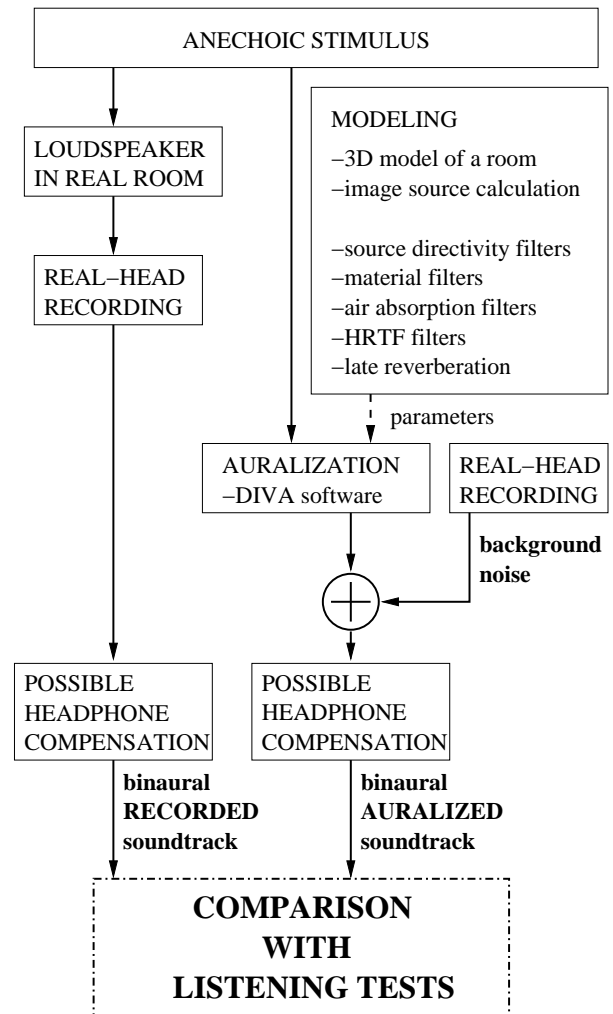 ANECHOIC STIMULUS
LOUDSPEAKER
IN REAL ROOM
REAL−HEAD
RECORDING
MODELING
−3D model of a room
−image source calculation
−source directivity filters
−material filters
−air absorption filters
−HRTF filters
−late reverberation
parameters
AURALIZATION
−DIVA software
REAL−HEAD
RECORDING
background
noise
POSSIBLE
HEADPHONE
COMPENSATION
POSSIBLE
HEADPHONE
COMPENSATION
binaural
RECORDED
soundtrack
binaural
AURALIZED
soundtrack
COMPARISON
WITH
LISTENING TESTS